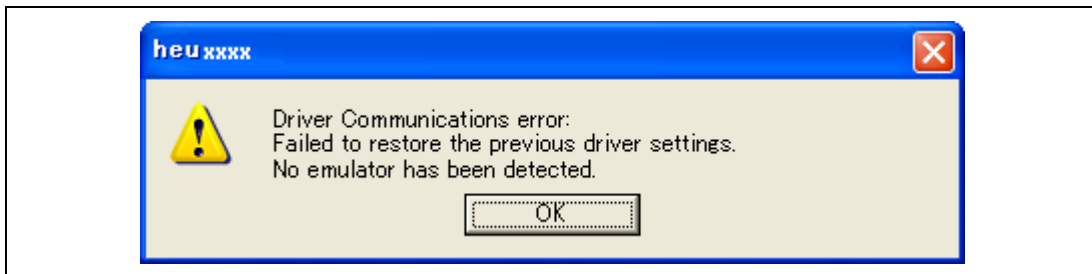 heuxxxx
Driver Communications error:
Failed to restore the previous driver settings.
No emulator has been detected.
OK